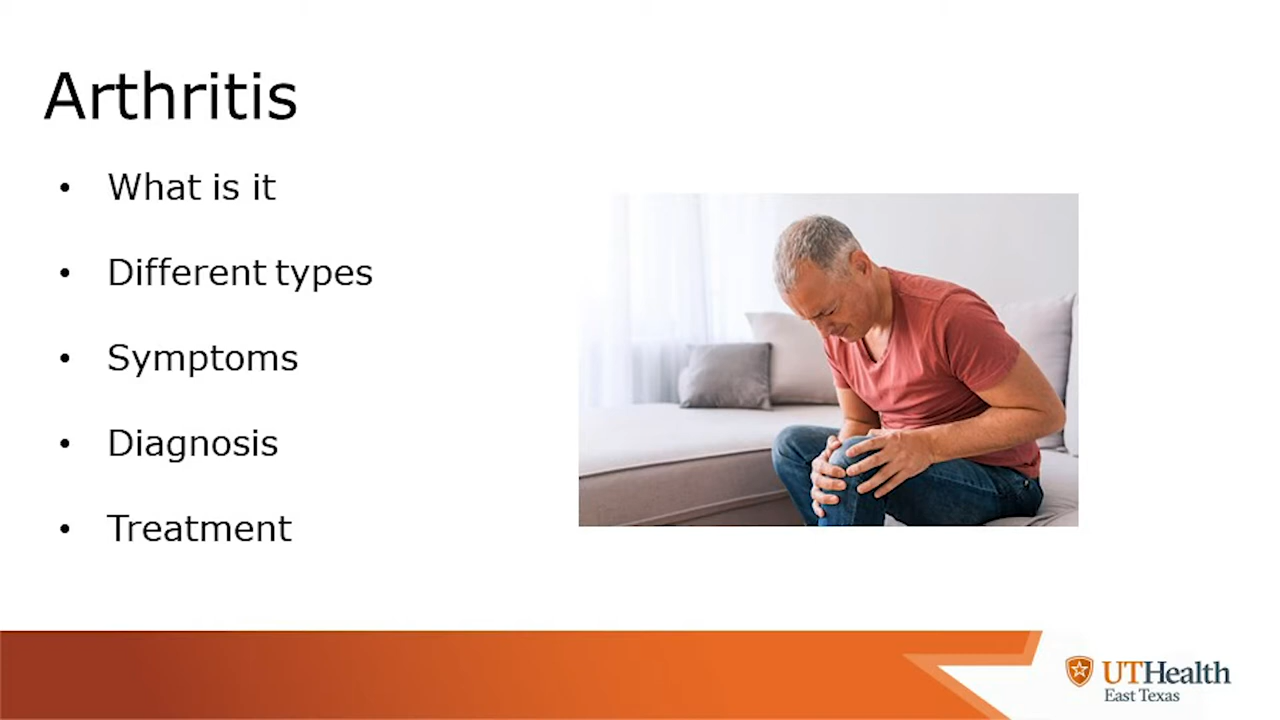 Arthritis
• What is it
• Different types
• Symptoms
• Diagnosis
• Treatment
UTHealth
East Texas